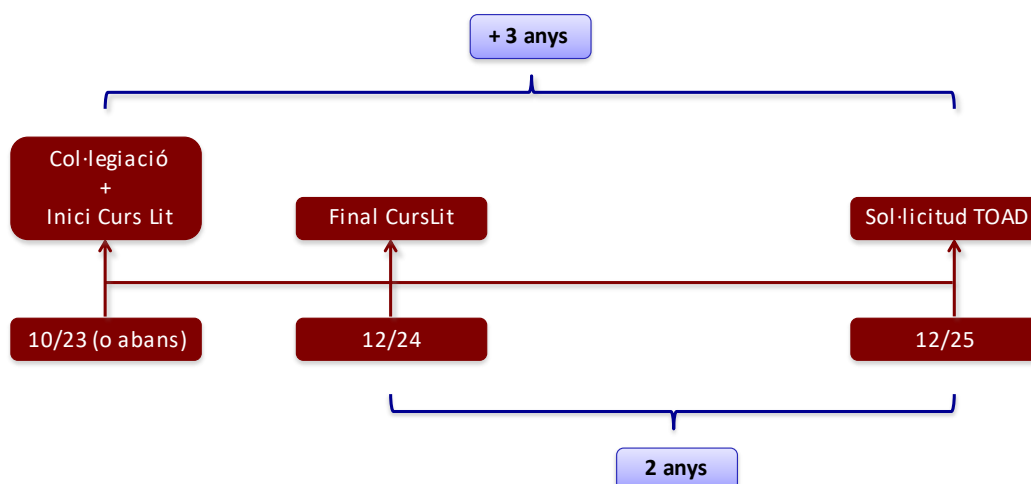 + 3 anys
Col·legiació
+
Inici Curs Lit
Final CursLit
Sol·licitud TOAD
10/23 (o abans)
12/24
12/25
2 anys